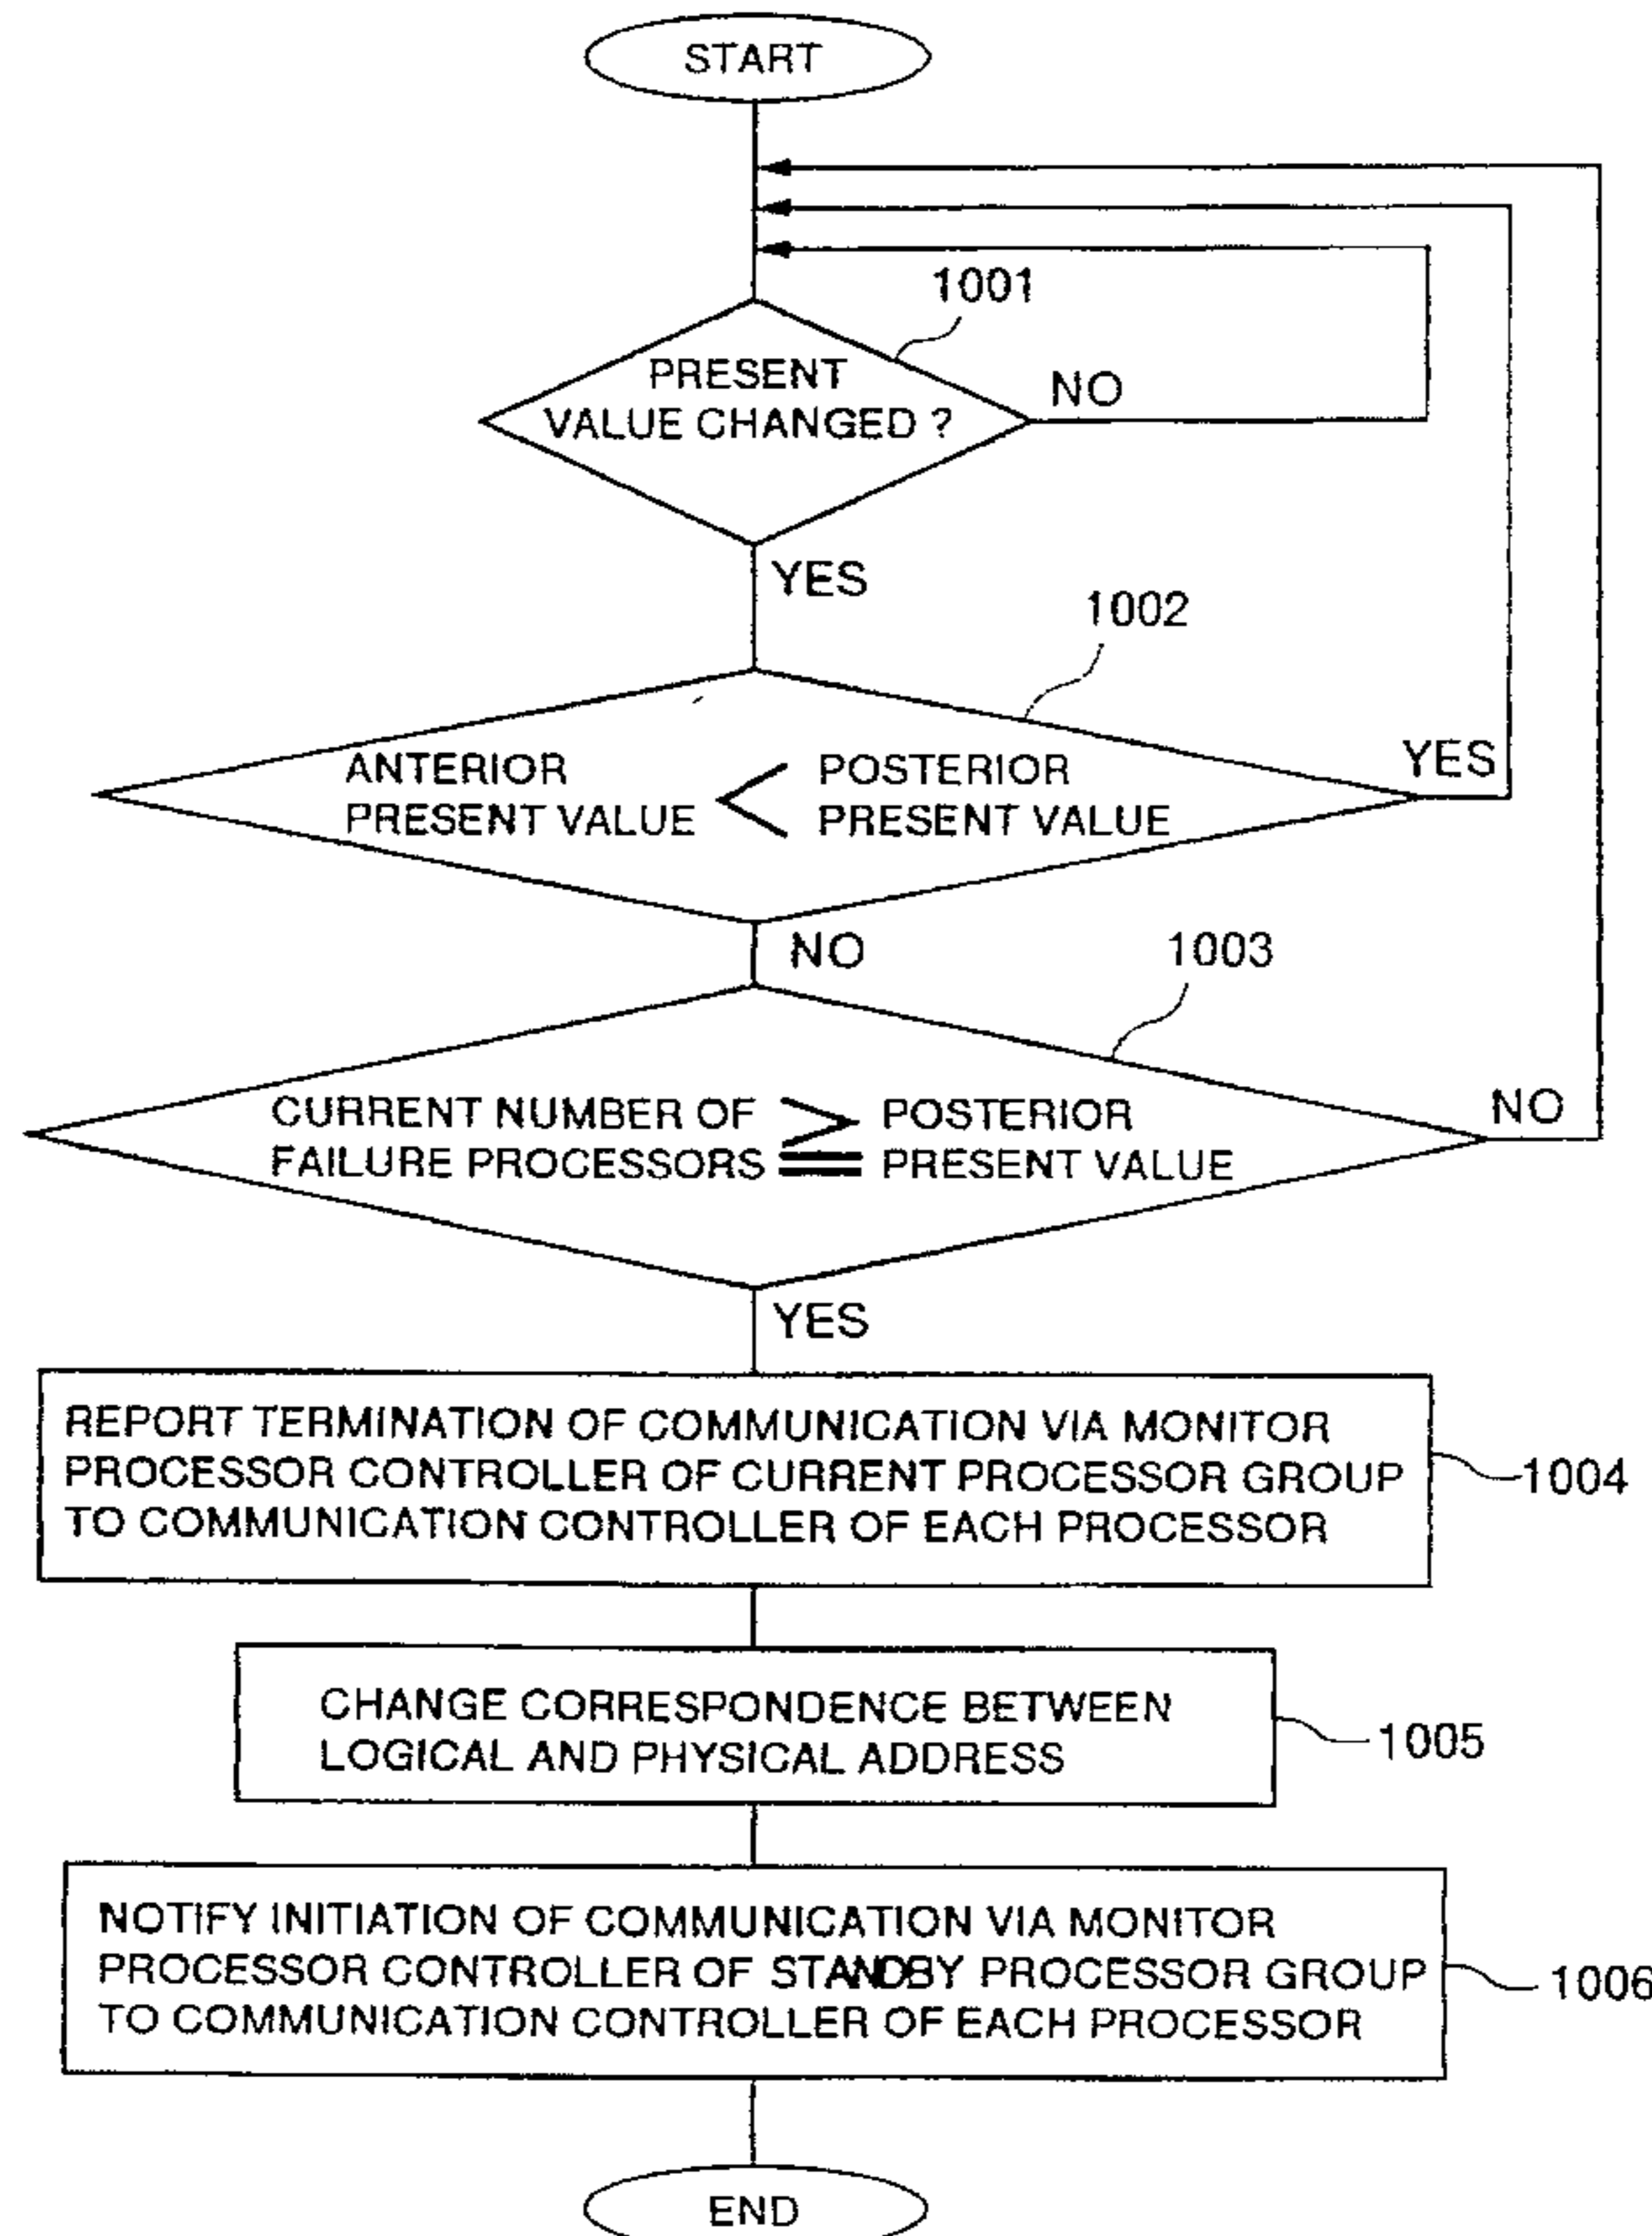 START
1001
PRESENT
VALUE CHANGED ?
NO
YES
1002
ANTERIOR
PRESENT VALUE
<
POSTERIOR
PRESENT VALUE
YES
NO
1003
CURRENT NUMBER OF
FAILURE PROCESSORS
≧
POSTERIOR
PRESENT VALUE
NO
YES
REPORT TERMINATION OF COMMUNICATION VIA MONITOR
PROCESSOR CONTROLLER OF CURRENT PROCESSOR GROUP
TO COMMUNICATION CONTROLLER OF EACH PROCESSOR
1004
CHANGE CORRESPONDENCE BETWEEN
LOGICAL AND PHYSICAL ADDRESS
1005
NOTIFY INITIATION OF COMMUNICATION VIA MONITOR
PROCESSOR CONTROLLER OF STANDBY PROCESSOR GROUP
TO COMMUNICATION CONTROLLER OF EACH PROCESSOR
1006
END